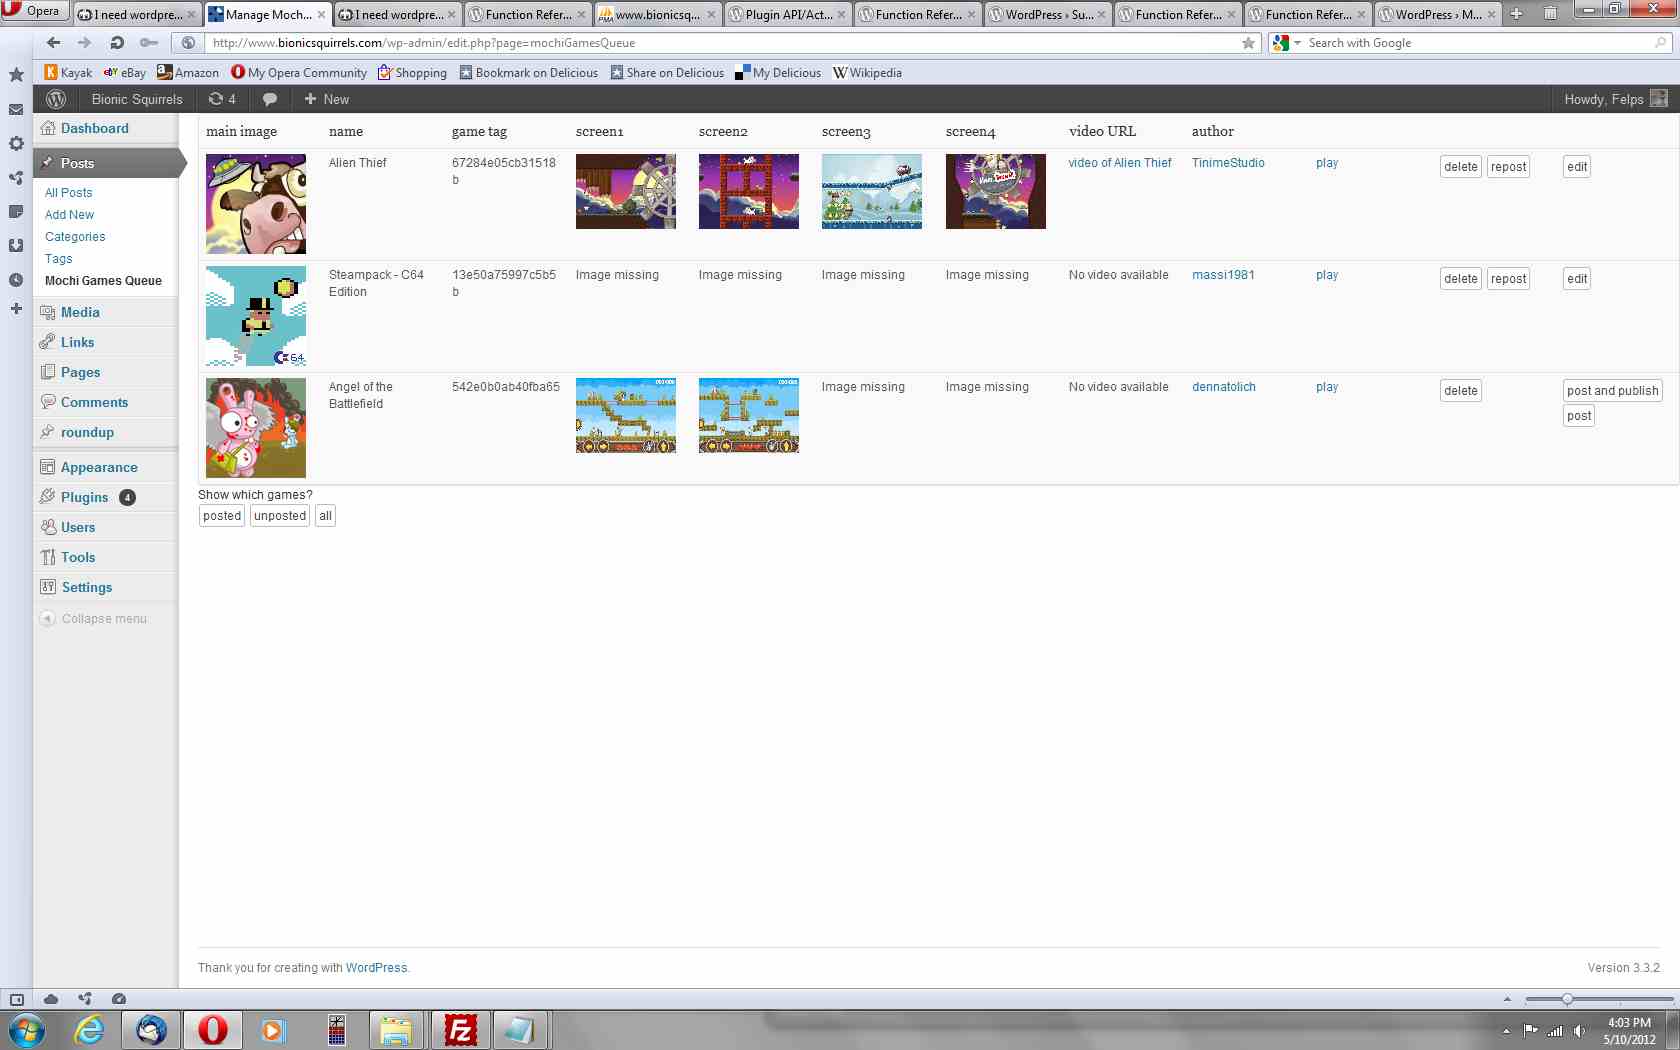 Opera
I need wordpre...
Manage Moch...
I need wordpre...
Function Refer...
www.bionicsq...
Plugin API/Act...
Function Refer...
WordPress › Su...
Function Refer...
Function Refer...
WordPress › M...
http://www.bionicsquirrels.com/wp-admin/edit.php?page=mochiGamesQueue
Search with Google
Kayak
eBay
Amazon
My Opera Community
Shopping
Bookmark on Delicious
Share on Delicious
My Delicious
Wikipedia
Bionic Squirrels
4
New
Howdy, Felps
Dashboard
Posts
All Posts
Add New
Categories
Tags
Mochi Games Queue
Media
Links
Pages
Comments
roundup
Appearance
Plugins 4
Users
Tools
Settings
Collapse menu
main image name game tag screen1 screen2 screen3 screen4 video URL author
Alien Thief 67284e05cb31518 video of Alien Thief TinimeStudio play delete repost edit
b
Steampack - C64 13e50a75997c5b5 Image missing Image missing Image missing Image missing No video available massi1981 play delete repost edit
Edition b
64
Angel of the 542e0b0ab40fba65 Image missing Image missing No video available dennatolich play delete post and publish
Battlefield
post
Show which games?
posted unposted all
Thank you for creating with WordPress.
Version 3.3.2
4:03 PM
5/10/2012